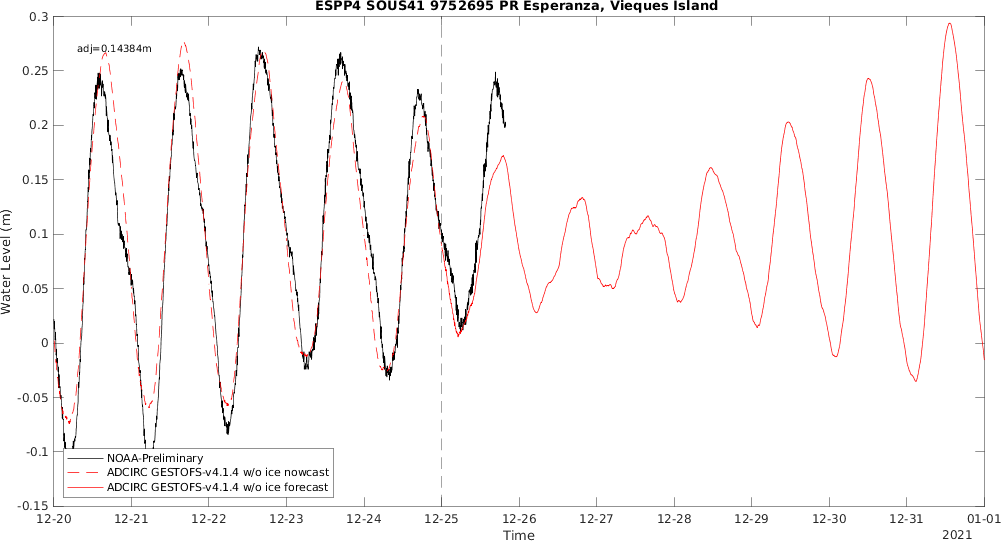 ESPP4 SOUS41 9752695 PR Esperanza, Vieques Island
adj=0.14384m
0.3
0.25
0.2
0.15
0.1
0.05
0
-0.05
-0.1
-0.15
Water Level (m)
NOAA-Preliminary
ADCIRC GESTOFS-v4.1.4 w/o ice nowcast
ADCIRC GESTOFS-v4.1.4 w/o ice forecast
12-20 12-21 12-22 12-23 12-24 12-25 12-26 12-27 12-28 12-29 12-30 12-31 01-01
Time
2021